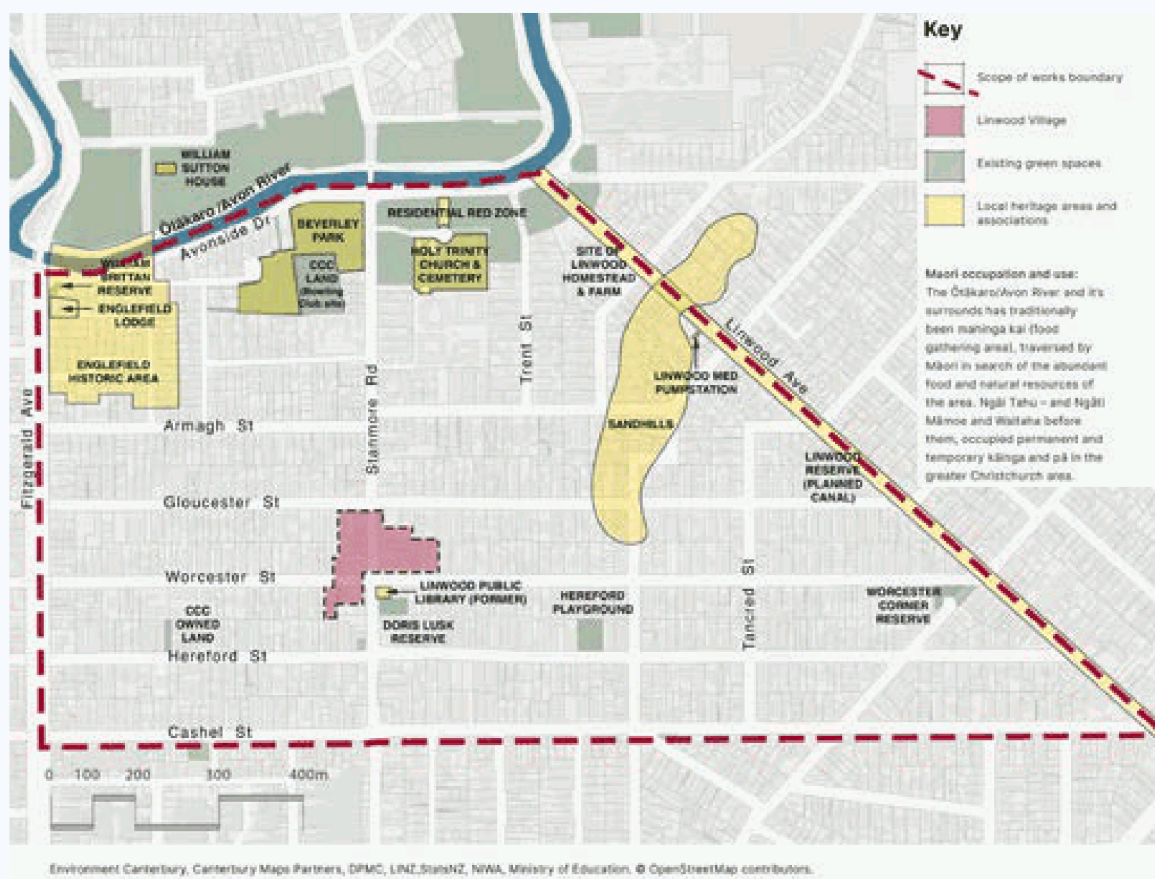 Key
Scope of works boundary
Linwood Village
Existing green spaces
Local heritage areas and
associations
Maori occupation and use:
The Ōtākaro/Avon River and it's
surrounds has traditionally
been mahinga kai (food
gathering area), traversed by
Māori in search of the abundant
food and natural resources of
the area. Ngāi Tahu – and Ngāti
Māmoe and Waitaha before
them, occupied permanent and
temporary kāinga and pā in the
greater Christchurch area.
WILLIAM
SUTTON
HOUSE
Ōtākaro/Avon River
Avonside Dr
BEVERLEY
PARK
CCC
LAND
(Bowling
Club site)
RESIDENTIAL RED ZONE
HOLY TRINITY
CHURCH &
CEMETERY
SITE OF
LINWOOD
HOMESTEAD
& FARM
WILLIAM
BRITTAN
RESERVE
ENGLEFIELD
LODGE
ENGLEFIELD
HISTORIC AREA
Fitzgerald Ave
Stanmore Rd
Trent St
Linwood Ave
LINWOOD MED
PUMPSTATION
SANDHILLS
Armagh St
LINWOOD
RESERVE
(PLANNED
CANAL)
Gloucester St
Worcester St
LINWOOD PUBLIC
LIBRARY (FORMER)
HEREFORD
PLAYGROUND
Tancred St
WORCESTER
CORNER
RESERVE
CCC
OWNED
LAND
DORIS LUSK
RESERVE
Hereford St
Cashel St
0 100 200 300 400m
Environment Canterbury, Canterbury Maps Partners, DPMC, LINZ,StatsNZ, NIWA, Ministry of Education. © OpenStreetMap contributors.